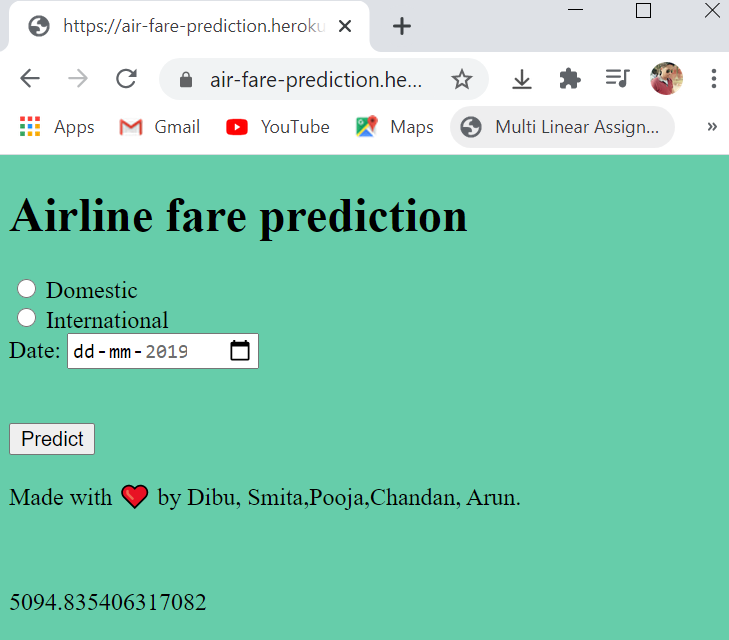 https://air-fare-prediction.heroku
air-fare-prediction.he...
Apps Gmail YouTube Maps Multi Linear Assign... »
Airline fare prediction
Domestic
International
Date: dd-mm-2019
Predict
Made with ❤️ by Dibu, Smita,Pooja,Chandan, Arun.
5094.835406317082